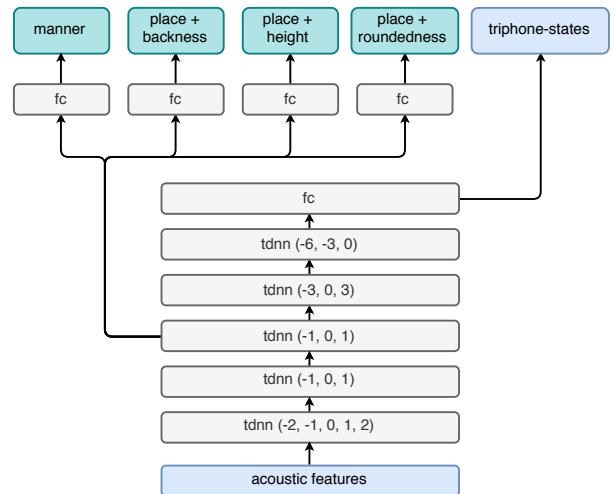 manner
place +
backness
place +
height
place +
roundedness
triphone-states
fc
fc
fc
fc
fc
tdnn (-6, -3, 0)
tdnn (-3, 0, 3)
tdnn (-1, 0, 1)
tdnn (-1, 0, 1)
tdnn (-2, -1, 0, 1, 2)
acoustic features